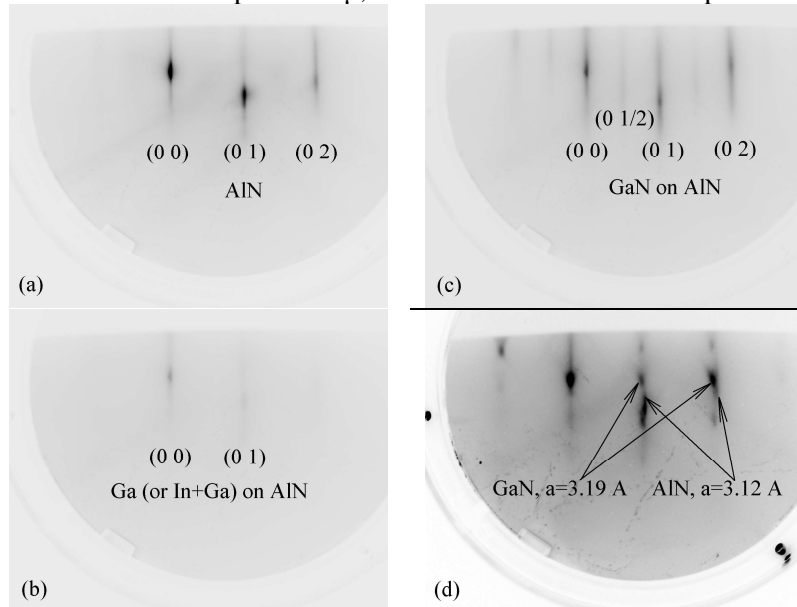 (0 0) (0 1) (0 2)
AlN
(a)
(0 1/2)
(0 0) (0 1) (0 2)
GaN on AlN
(c)
(0 0) (0 1)
Ga (or In+Ga) on AlN
(b)
GaN, a=3.19 A AlN, a=3.12 A
(d)